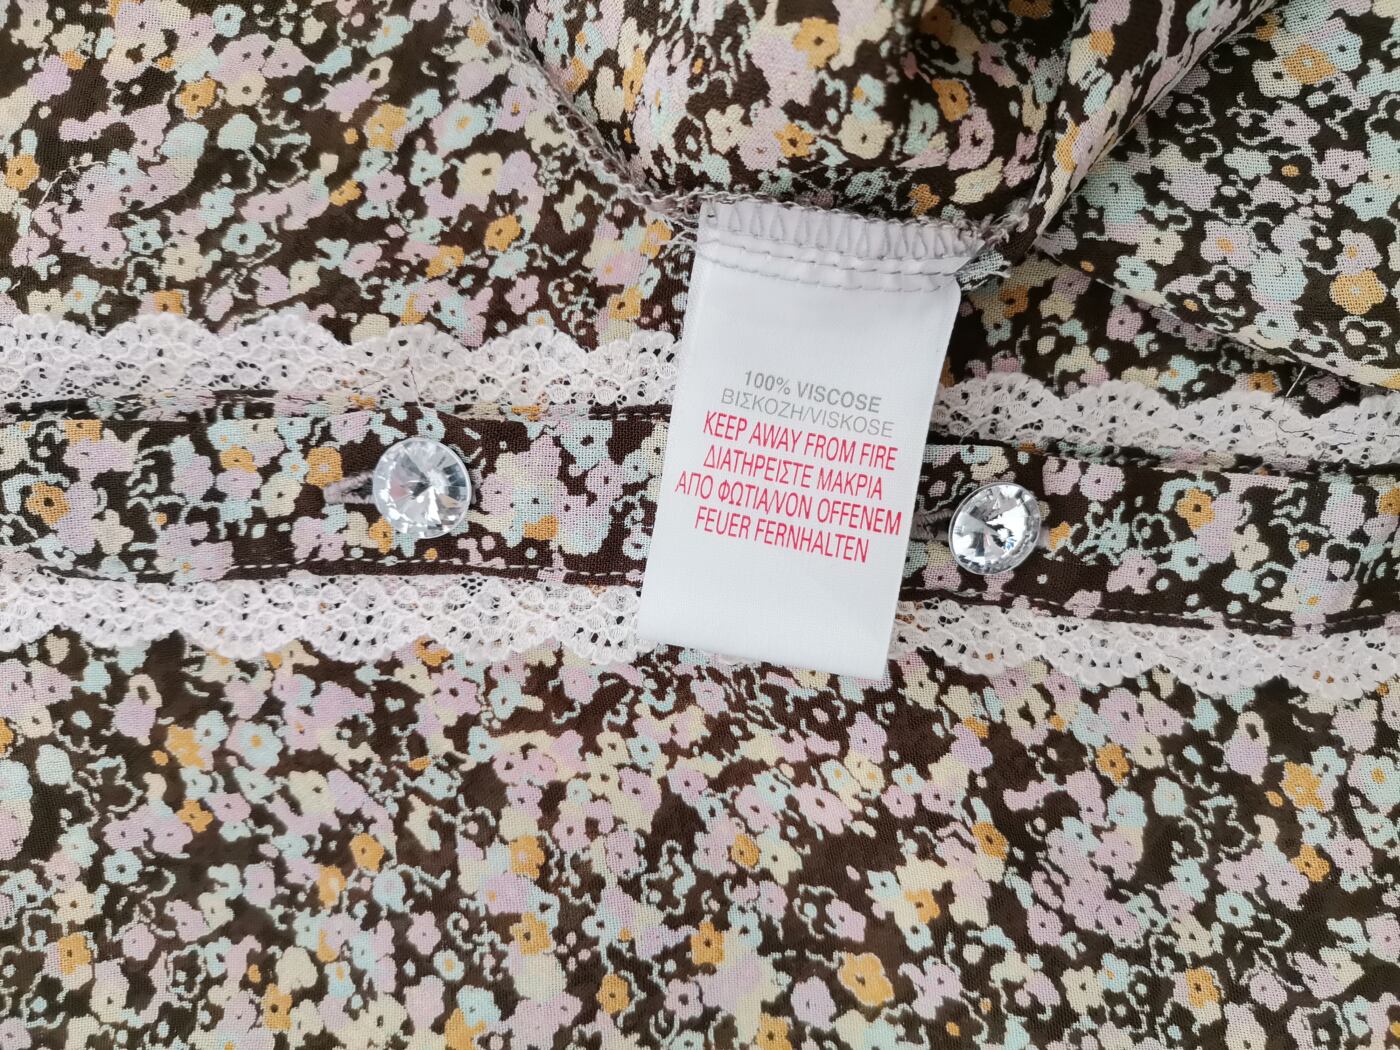 100% VISCOSE
ΒΙΣΚΟΖΗ/VISKOSE
KEEP AWAY FROM FIRE
ΔΙΑΤΗΡΕΙΣΤΕ ΜΑΚΡΙΑ
ΑΠΟ ΦΩΤΙΑ/VON OFFENEM
FEUER FERNHALTEN